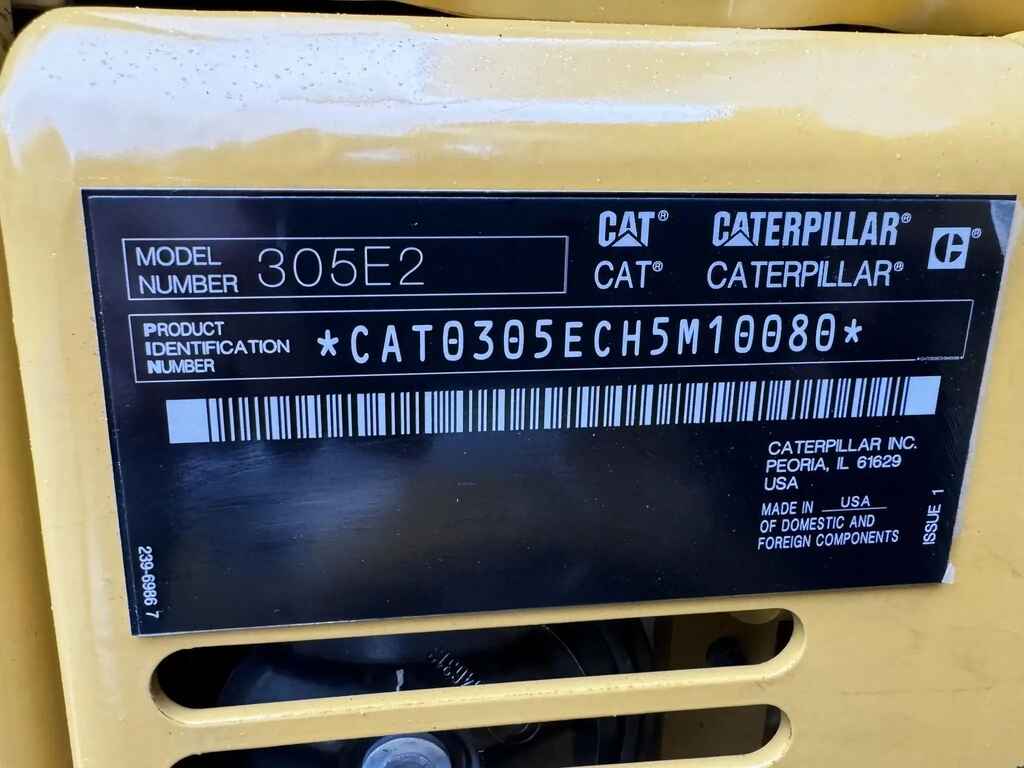 CAT® CATERPILLAR®
CAT® CATERPILLAR®
MODEL NUMBER 305E2
PRODUCT IDENTIFICATION NUMBER *CAT0305ECH5M10080*
CATERPILLAR INC.
PEORIA, IL 61629
USA
MADE IN USA
OF DOMESTIC AND
FOREIGN COMPONENTS
ISSUE 1
239-6986 7